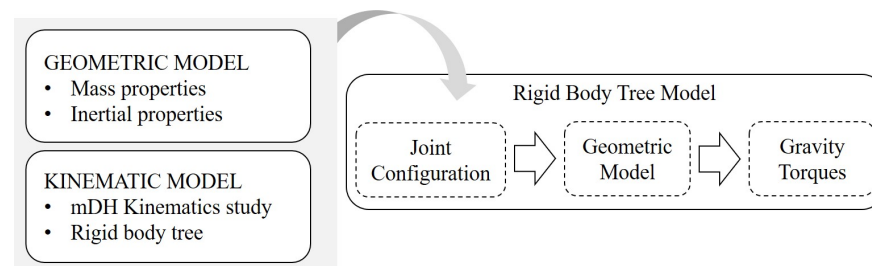 GEOMETRIC MODEL
• Mass properties
• Inertial properties
KINEMATIC MODEL
• mDH Kinematics study
• Rigid body tree
Rigid Body Tree Model
Joint
Configuration
Geometric
Model
Gravity
Torques